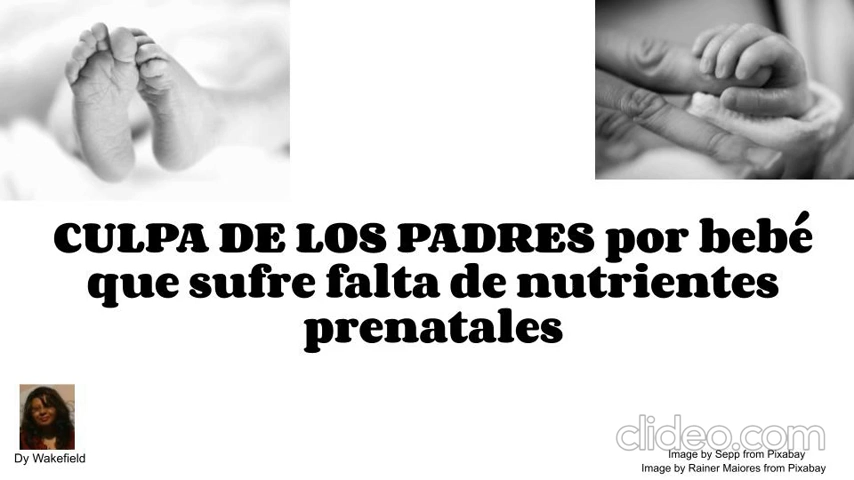 CULPA DE LOS PADRES por bebé
que sufre falta de nutrientes
prenatales
Dy Wakefield
clideo.com
Image by Sepp from Pixabay
Image by Rainer Maiores from Pixabay